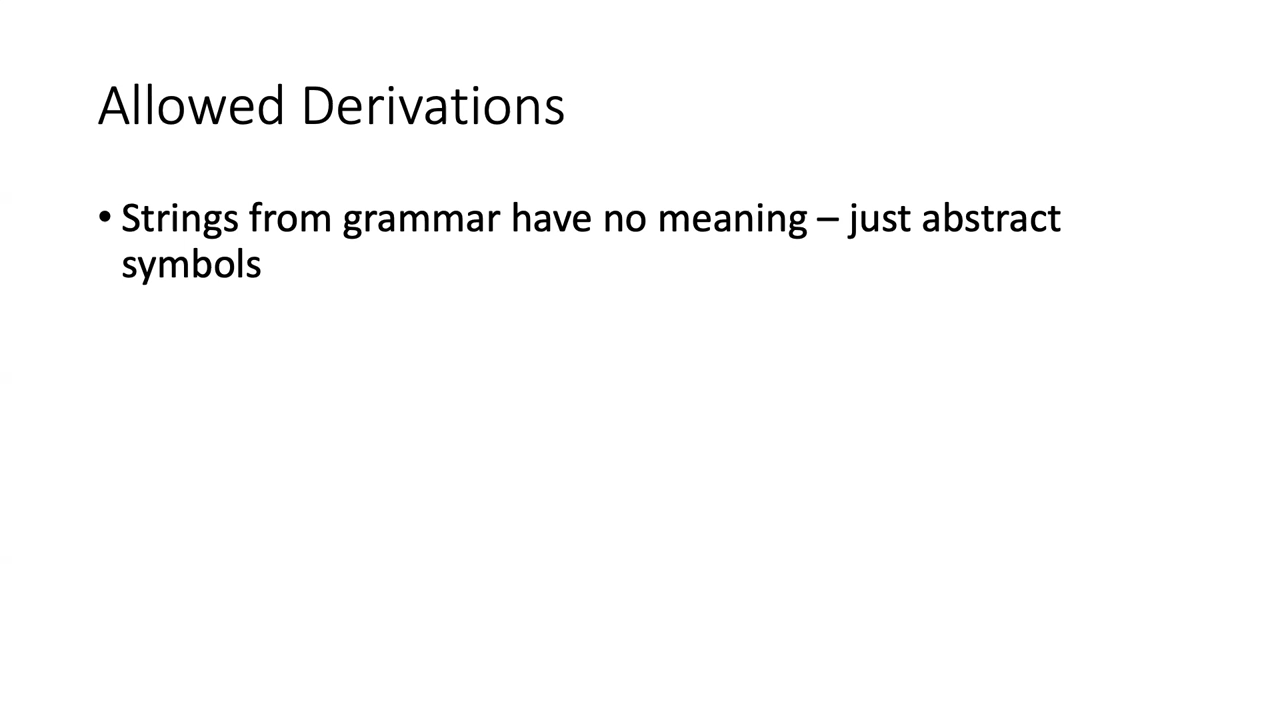 Allowed Derivations
• Strings from grammar have no meaning – just abstract
symbols